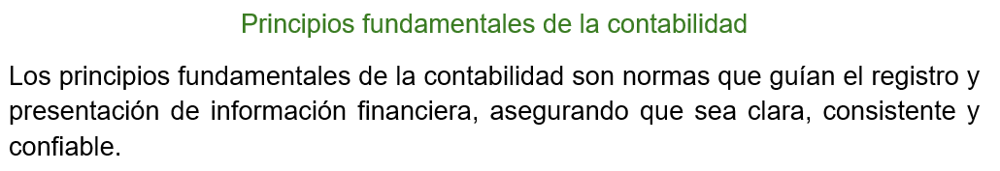 Principios fundamentales de la contabilidad
Los principios fundamentales de la contabilidad son normas que guían el registro y
presentación de información financiera, asegurando que sea clara, consistente y
confiable.